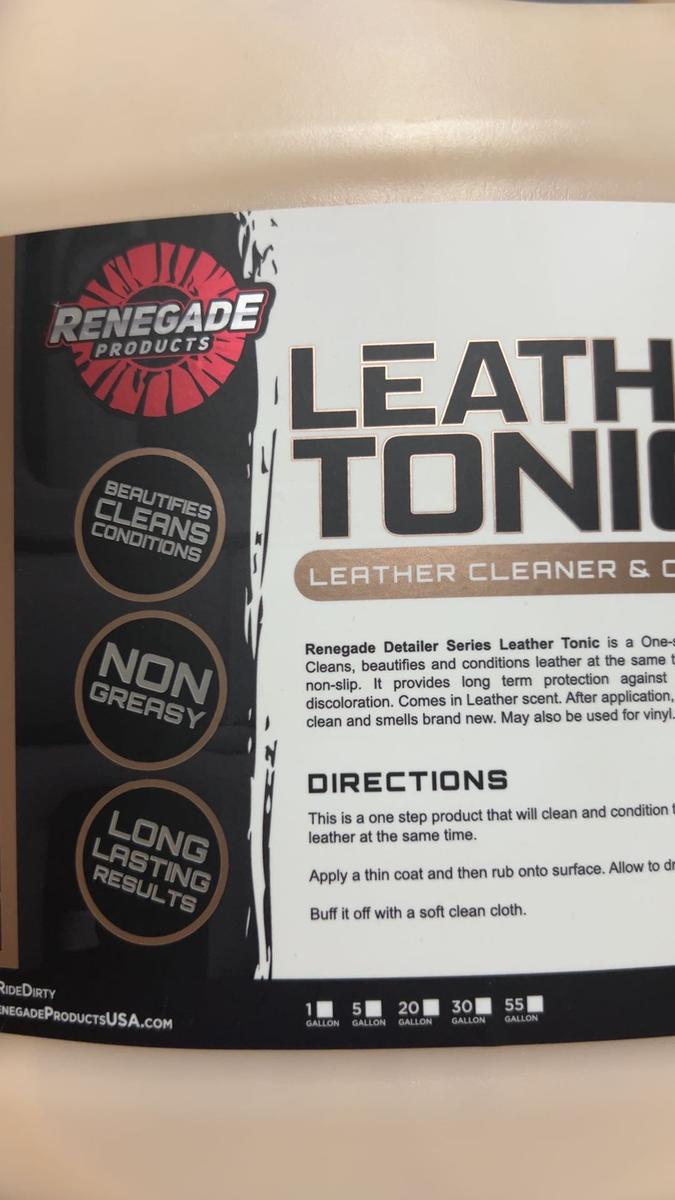 RENEGADE
PRODUCTS
BEAUTIFIES
CLEANS
CONDITIONS
NON
GREASY
LONG
LASTING
RESULTS
RIDEDIRTY
ENEGADEPRODUCTSUSA.COM
LEATH
TONIC
LEATHER CLEANER & C
Renegade Detailer Series Leather Tonic is a One-s
Cleans, beautifies and conditions leather at the same t
non-slip. It provides long term protection against
discoloration. Comes in Leather scent. After application,
clean and smells brand new. May also be used for vinyl.
DIRECTIONS
This is a one step product that will clean and condition t
leather at the same time.
Apply a thin coat and then rub onto surface. Allow to dr
Buff it off with a soft clean cloth.
1 5 20 30 55
GALLON GALLON GALLON GALLON GALLON